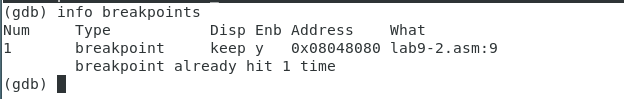 (gdb) info breakpoints
Num     Type           Disp Enb Address    What
1       breakpoint     keep y   0x08048080 lab9-2.asm:9
        breakpoint already hit 1 time
(gdb)